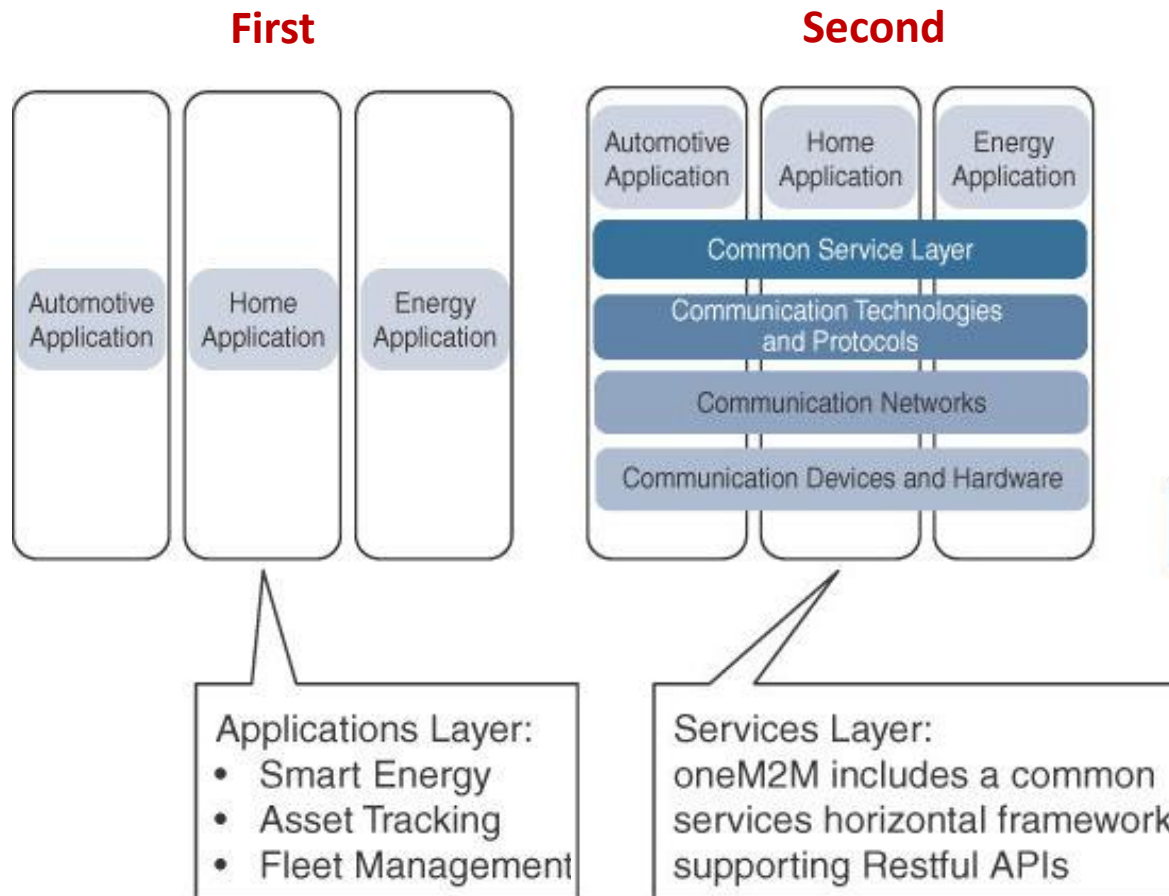 First
Second
Automotive
Application
Home
Application
Energy
Application
Automotive
Application
Home
Application
Energy
Application
Common Service Layer
Communication Technologies
and Protocols
Communication Networks
Communication Devices and Hardware
Applications Layer:
• Smart Energy
• Asset Tracking
• Fleet Management
Services Layer:
oneM2M includes a common
services horizontal framework
supporting Restful APIs